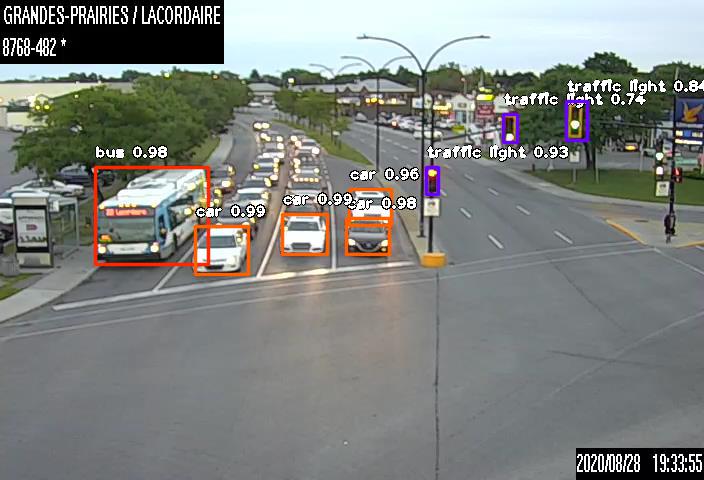 GRANDES-PRAIRIES / LACORDAIRE
8768-482 *
traffic light 0.84
traffic light 0.74
bus 0.98
traffic light 0.93
car 0.96
car 0.99
car 0.99
car 0.98
Lacordaire
2020/08/28 19:33:55